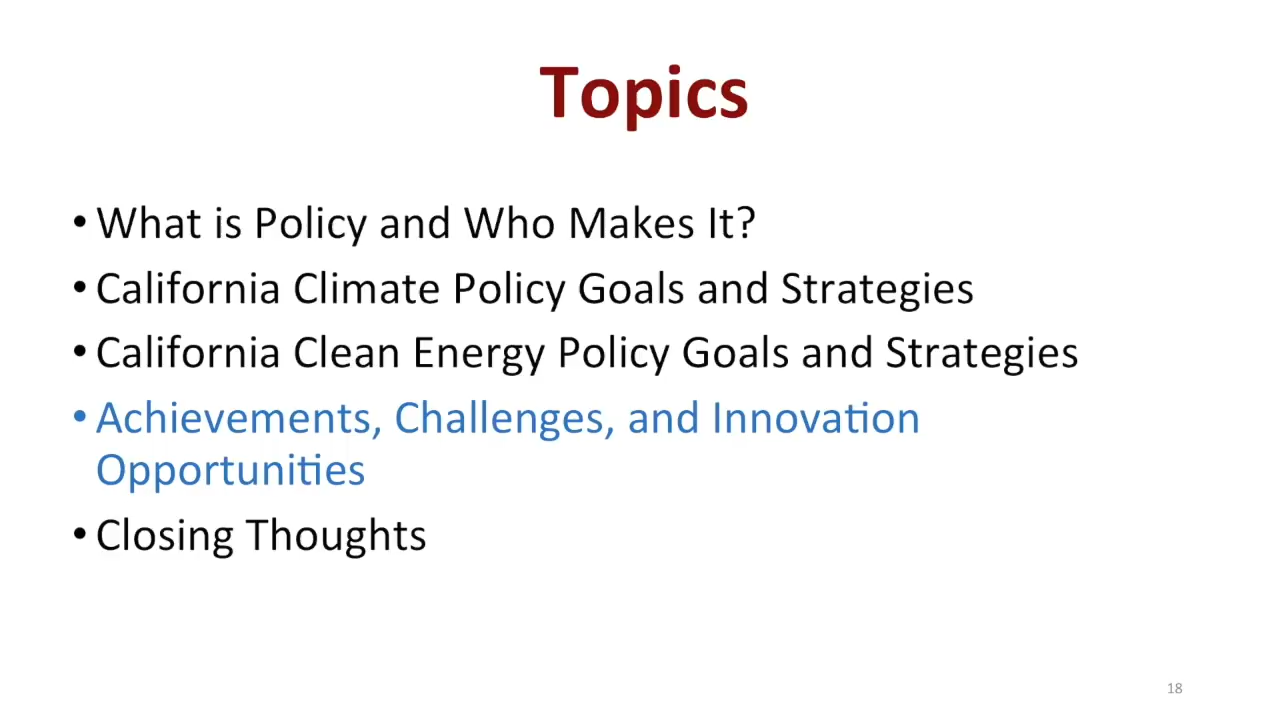 Topics
• What is Policy and Who Makes It?
• California Climate Policy Goals and Strategies
• California Clean Energy Policy Goals and Strategies
• Achievements, Challenges, and Innovation
Opportunities
• Closing Thoughts
18